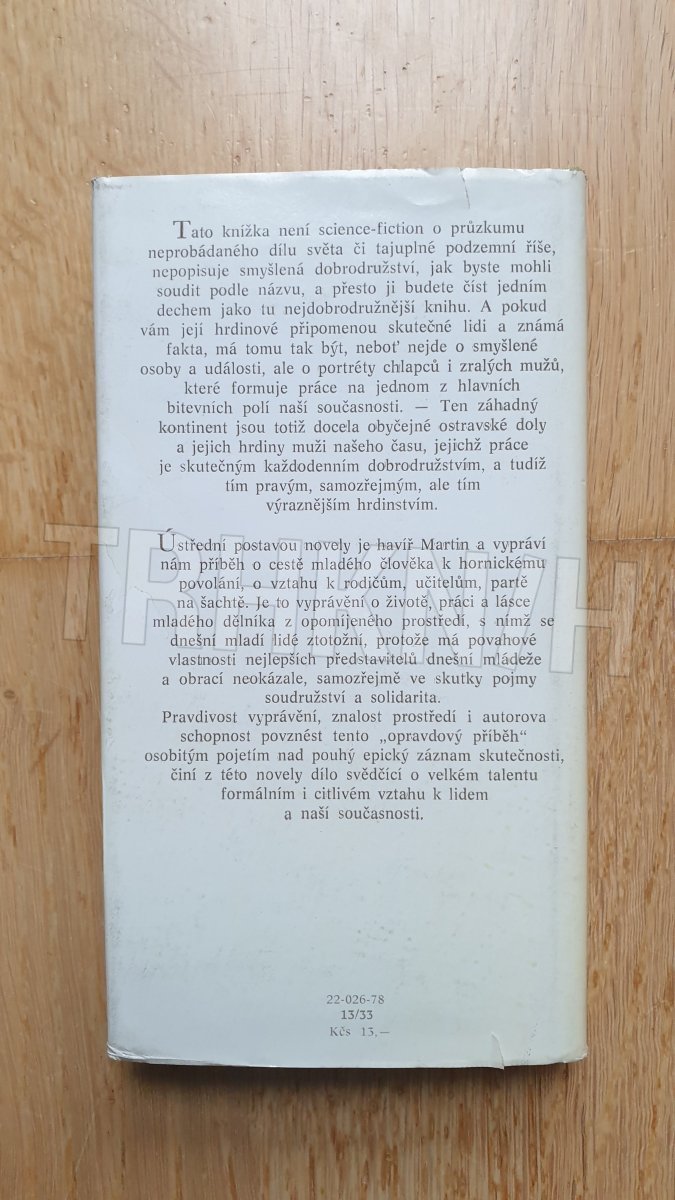 Tato knížka není science-fiction o průzkumu
neprobádaného dílu světa či tajuplné podzemní říše,
nepopisuje smyšlená dobrodružství, jak byste mohli
soudit podle názvu, a přesto ji budete číst jedním
dechem jako tu nejdobrodružnější knihu. A pokud
vám její hrdinové připomenou skutečné lidi a známá
fakta, má tomu tak být, neboť nejde o smyšlené
osoby a události, ale o portréty chlapců i zralých mužů,
které formuje práce na jednom z hlavních
bitevních polí naší současnosti. — Ten záhadný
kontinent jsou totiž docela obyčejné ostravské doly
a jejich hrdiny muži našeho času, jejichž práce
je skutečným každodenním dobrodružstvím, a tudíž
tím pravým, samozřejmým, ale tím
výraznějším hrdinstvím.
Ústřední postavou novely je havíř Martin a vypráví
nám příběh o cestě mladého člověka k hornickému
povolání, o vztahu k rodičům, učitelům, partě
na šachtě. Je to vyprávění o životě, práci a lásce
mladého dělníka z opomíjeného prostředí, s nímž se
dnešní mladí lidé ztotožní, protože má povahové
vlastnosti nejlepších představitelů dnešní mládeže
a obrací neokázale, samozřejmě ve skutky pojmy
soudružství a solidarita.
Pravdivost vyprávění, znalost prostředí i autorova
schopnost povznést tento „opravdový příběh“
osobitým pojetím nad pouhý epický záznam skutečnosti,
činí z této novely dílo svědčící o velkém talentu
formálním i citlivém vztahu k lidem
a naší současnosti.
22-026-78
13/33
Kčs 13,—
TRHKNIH